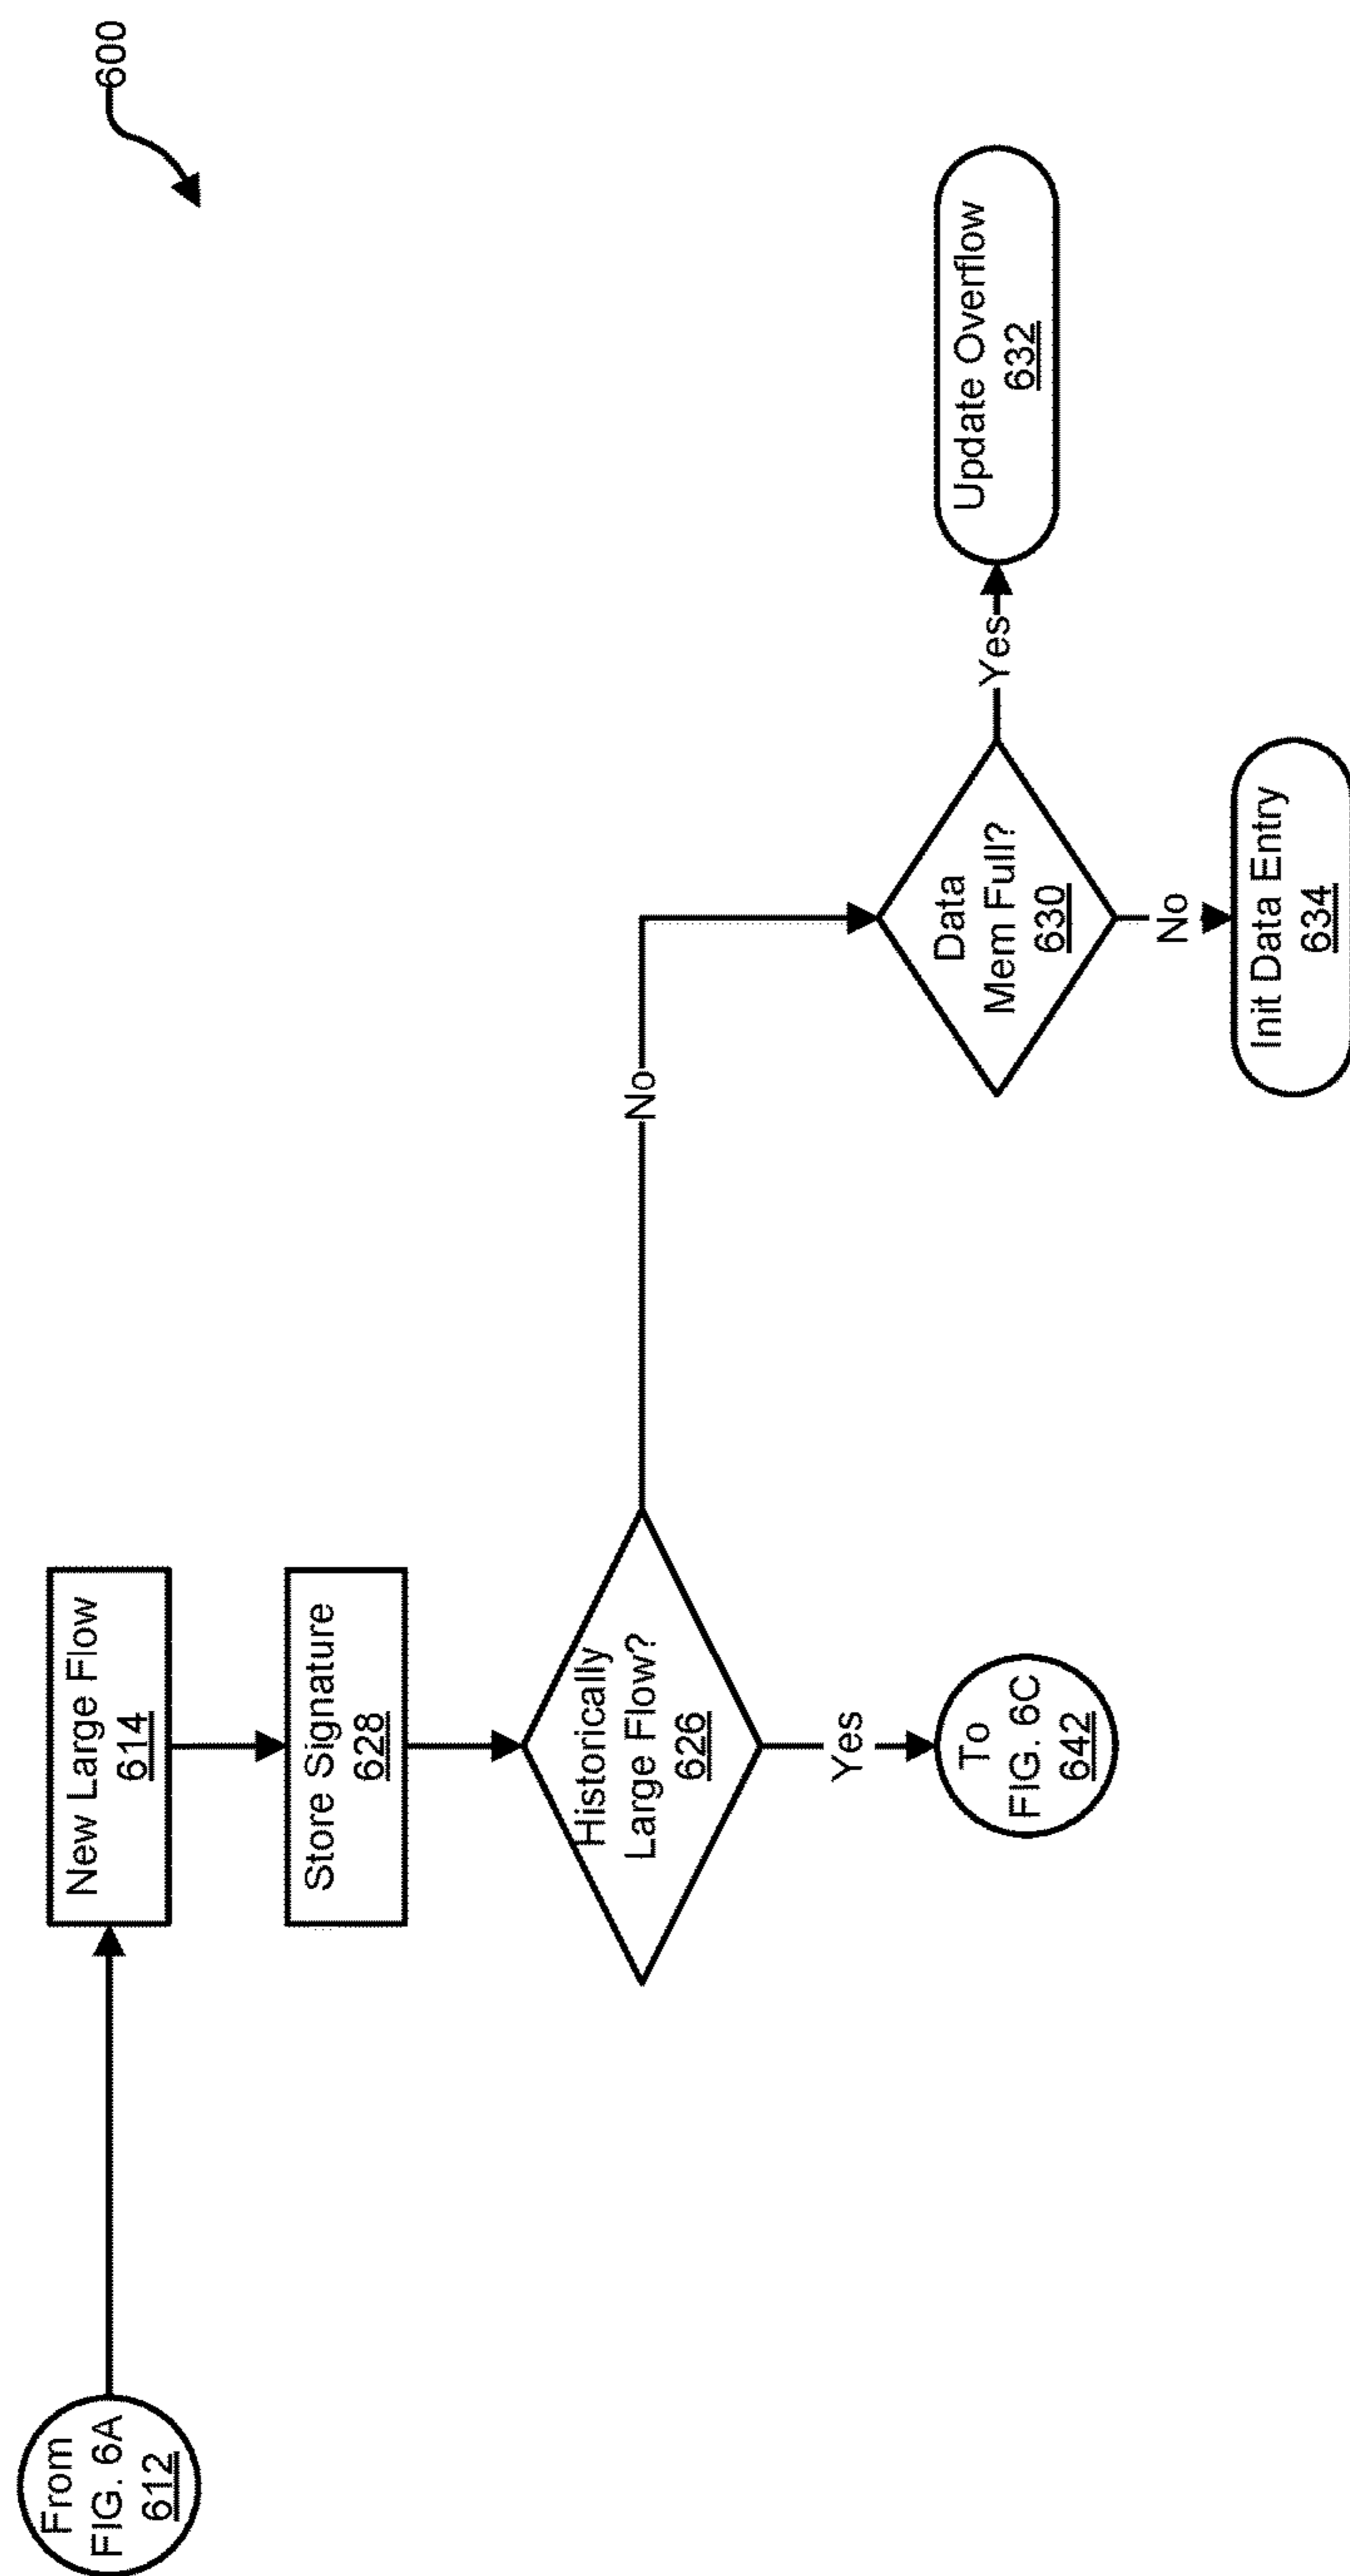 600
From
FIG. 6A
612
New Large Flow
614
Store Signature
628
Historically
Large Flow?
626
No
Yes
To
FIG. 6C
642
Data
Mem Full?
630
Yes
Update Overflow
632
No
Init Data Entry
634